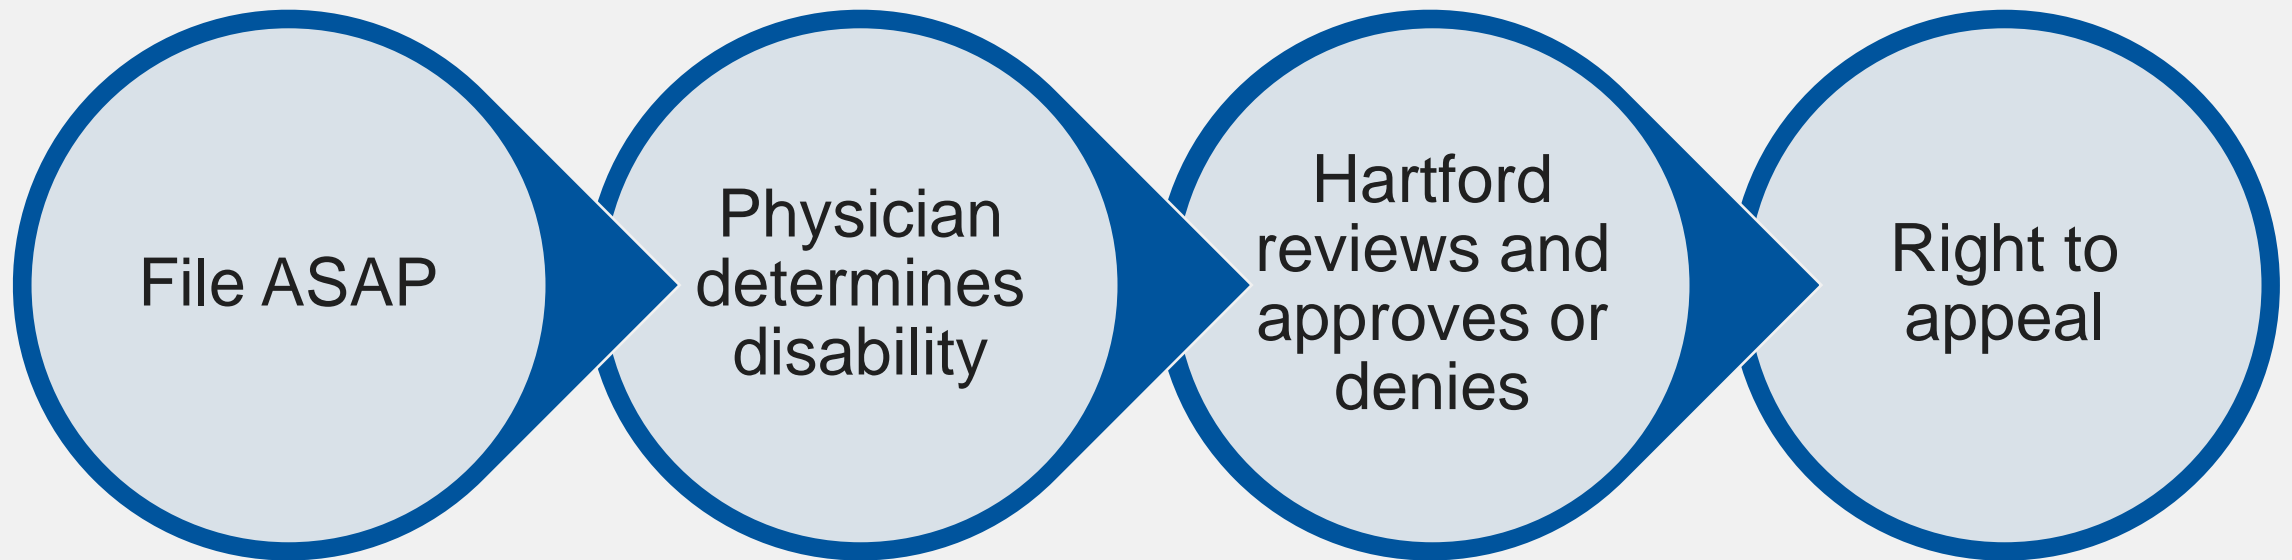 File ASAP
Physician
determines
disability
Hartford
reviews and
approves or
denies
Right to
appeal